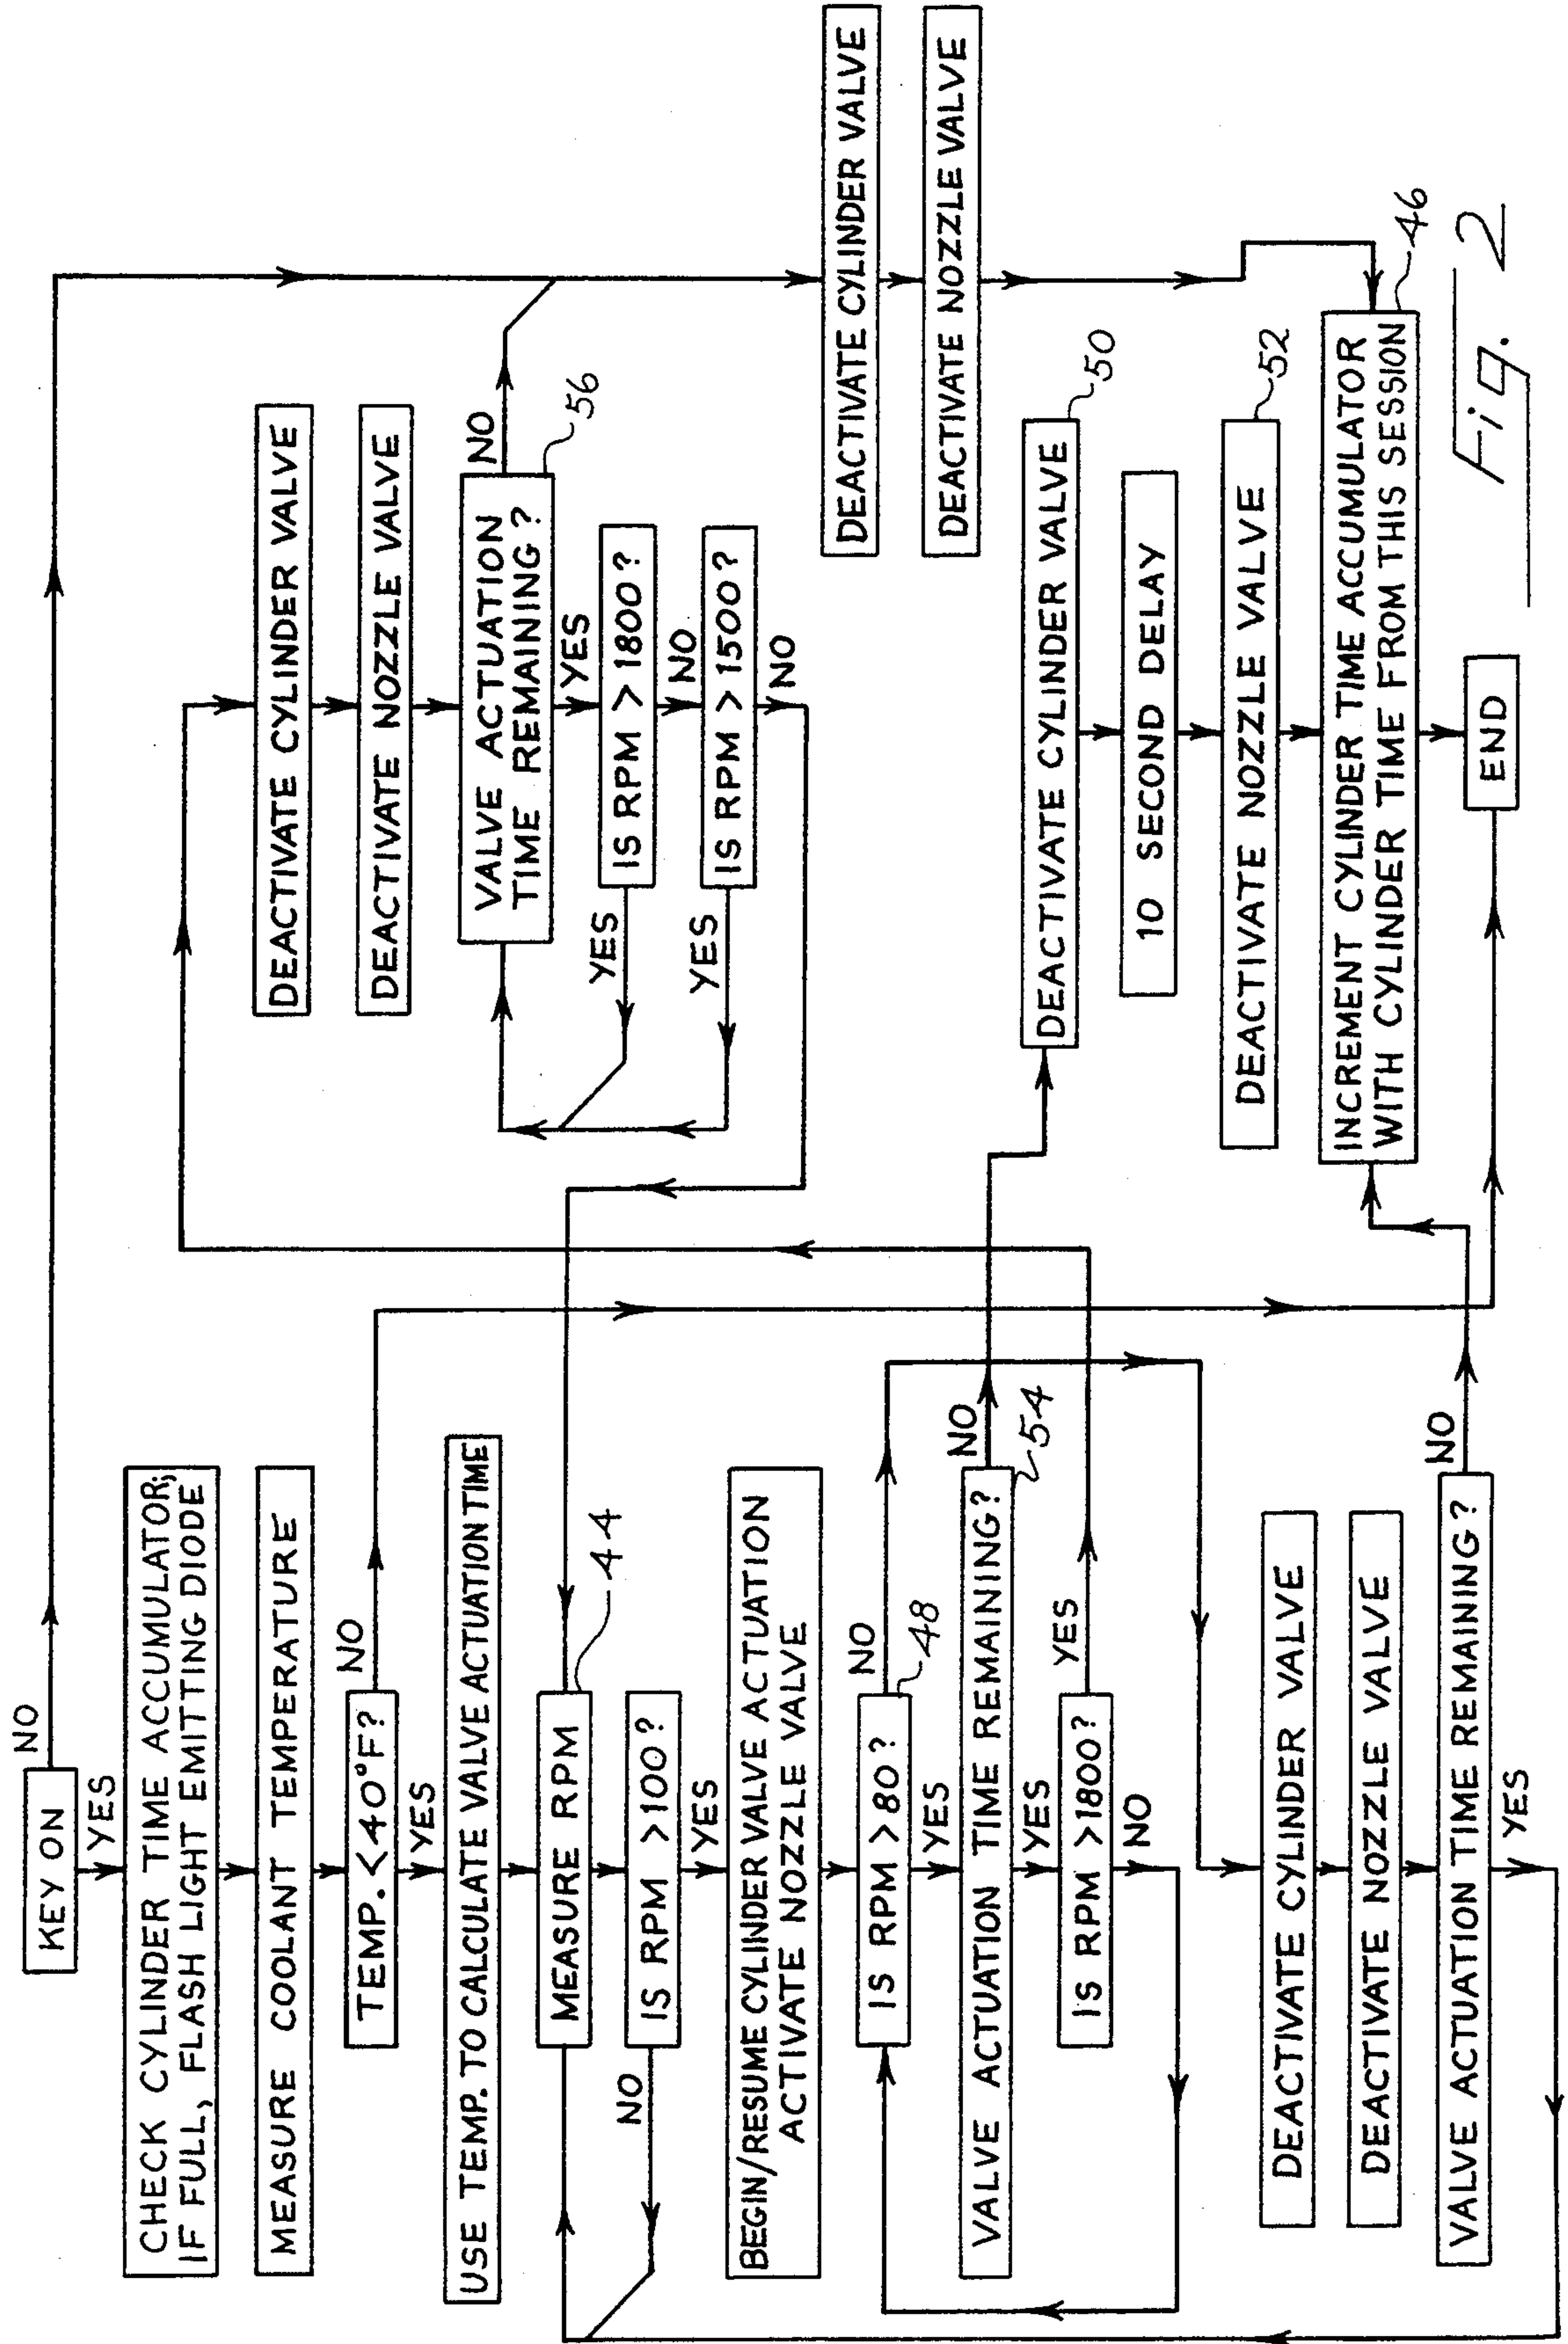 NO
KEY ON
YES
CHECK CYLINDER TIME ACCUMULATOR;
IF FULL, FLASH LIGHT EMITTING DIODE
MEASURE COOLANT TEMPERATURE
NO
TEMP. < 40°F?
YES
USE TEMP. TO CALCULATE VALVE ACTUATION TIME
MEASURE RPM
44
IS RPM > 100?
NO
YES
BEGIN/RESUME CYLINDER VALVE ACTUATION
ACTIVATE NOZZLE VALVE
NO
IS RPM > 80?
48
YES
NO
VALVE ACTUATION TIME REMAINING?
54
YES
YES
IS RPM > 1800?
NO
DEACTIVATE CYLINDER VALVE
DEACTIVATE NOZZLE VALVE
NO
VALVE ACTUATION TIME REMAINING?
YES
DEACTIVATE CYLINDER VALVE
DEACTIVATE NOZZLE VALVE
NO
VALVE ACTUATION
TIME REMAINING?
56
YES
IS RPM > 1800?
YES
NO
IS RPM > 1500?
YES
NO
DEACTIVATE CYLINDER VALVE
DEACTIVATE NOZZLE VALVE
DEACTIVATE CYLINDER VALVE
50
10 SECOND DELAY
DEACTIVATE NOZZLE VALVE
52
INCREMENT CYLINDER TIME ACCUMULATOR
WITH CYLINDER TIME FROM THIS SESSION
46
END
Fig. 2